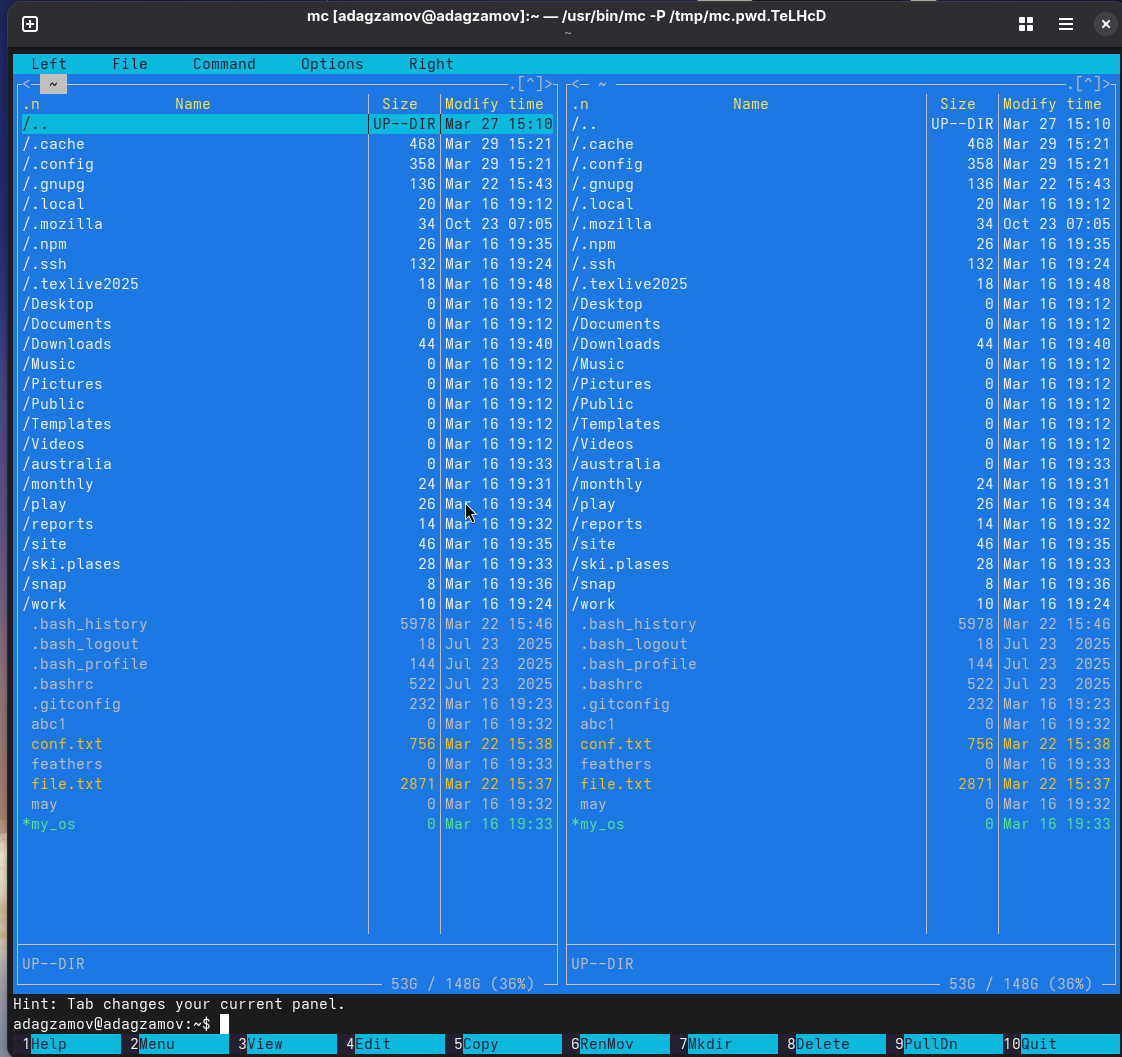 mc [adagzamov@adagzamov]:~ — /usr/bin/mc -P /tmp/mc.pwd.TeLHcD
~
Left File Command Options Right
<— ~ .[^]> <— ~ .[^]>
.n Name Size Modify time .n Name Size Modify time
/.. UP--DIR Mar 27 15:10 /.. UP--DIR Mar 27 15:10
/.cache 468 Mar 29 15:21 /.cache 468 Mar 29 15:21
/.config 358 Mar 29 15:21 /.config 358 Mar 29 15:21
/.gnupg 136 Mar 22 15:43 /.gnupg 136 Mar 22 15:43
/.local 20 Mar 16 19:12 /.local 20 Mar 16 19:12
/.mozilla 34 Oct 23 07:05 /.mozilla 34 Oct 23 07:05
/.npm 26 Mar 16 19:35 /.npm 26 Mar 16 19:35
/.ssh 132 Mar 16 19:24 /.ssh 132 Mar 16 19:24
/.texlive2025 18 Mar 16 19:48 /.texlive2025 18 Mar 16 19:48
/Desktop 0 Mar 16 19:12 /Desktop 0 Mar 16 19:12
/Documents 0 Mar 16 19:12 /Documents 0 Mar 16 19:12
/Downloads 44 Mar 16 19:40 /Downloads 44 Mar 16 19:40
/Music 0 Mar 16 19:12 /Music 0 Mar 16 19:12
/Pictures 0 Mar 16 19:12 /Pictures 0 Mar 16 19:12
/Public 0 Mar 16 19:12 /Public 0 Mar 16 19:12
/Templates 0 Mar 16 19:12 /Templates 0 Mar 16 19:12
/Videos 0 Mar 16 19:12 /Videos 0 Mar 16 19:12
/australia 0 Mar 16 19:33 /australia 0 Mar 16 19:33
/monthly 24 Mar 16 19:31 /monthly 24 Mar 16 19:31
/play 26 Mar 16 19:34 /play 26 Mar 16 19:34
/reports 14 Mar 16 19:32 /reports 14 Mar 16 19:32
/site 46 Mar 16 19:35 /site 46 Mar 16 19:35
/ski.plases 28 Mar 16 19:33 /ski.plases 28 Mar 16 19:33
/snap 8 Mar 16 19:36 /snap 8 Mar 16 19:36
/work 10 Mar 16 19:24 /work 10 Mar 16 19:24
.bash_history 5978 Mar 22 15:46 .bash_history 5978 Mar 22 15:46
.bash_logout 18 Jul 23 2025 .bash_logout 18 Jul 23 2025
.bash_profile 144 Jul 23 2025 .bash_profile 144 Jul 23 2025
.bashrc 522 Jul 23 2025 .bashrc 522 Jul 23 2025
.gitconfig 232 Mar 16 19:23 .gitconfig 232 Mar 16 19:23
abc1 0 Mar 16 19:32 abc1 0 Mar 16 19:32
conf.txt 756 Mar 22 15:38 conf.txt 756 Mar 22 15:38
feathers 0 Mar 16 19:33 feathers 0 Mar 16 19:33
file.txt 2871 Mar 22 15:37 file.txt 2871 Mar 22 15:37
may 0 Mar 16 19:32 may 0 Mar 16 19:32
*my_os 0 Mar 16 19:33 *my_os 0 Mar 16 19:33
UP--DIR UP--DIR
53G / 148G (36%) 53G / 148G (36%)
Hint: Tab changes your current panel.
adagzamov@adagzamov:~$
1Help 2Menu 3View 4Edit 5Copy 6RenMov 7Mkdir 8Delete 9PullDn 10Quit